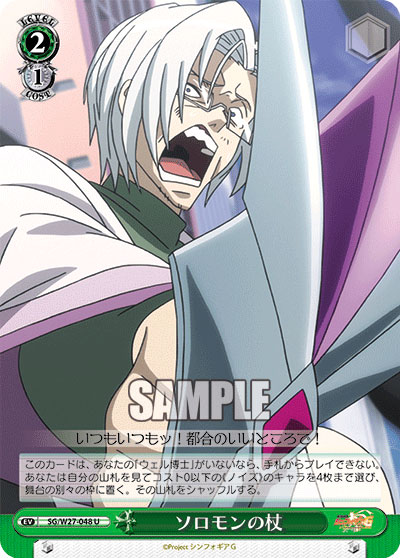 LEVEL
2
1
COST
SAMPLE
いつもいつもッ！都合のいいところで！
このカードは、あなたの「ウェル博士」がいないなら、手札からプレイできない。
あなたは自分の山札を見てコスト0以下の《ノイズ》のキャラを4枚まで選び、
舞台の別々の枠に置く。その山札をシャッフルする。
EV SG/W27-048 U
ソロモンの杖
©Project シンフォギアG